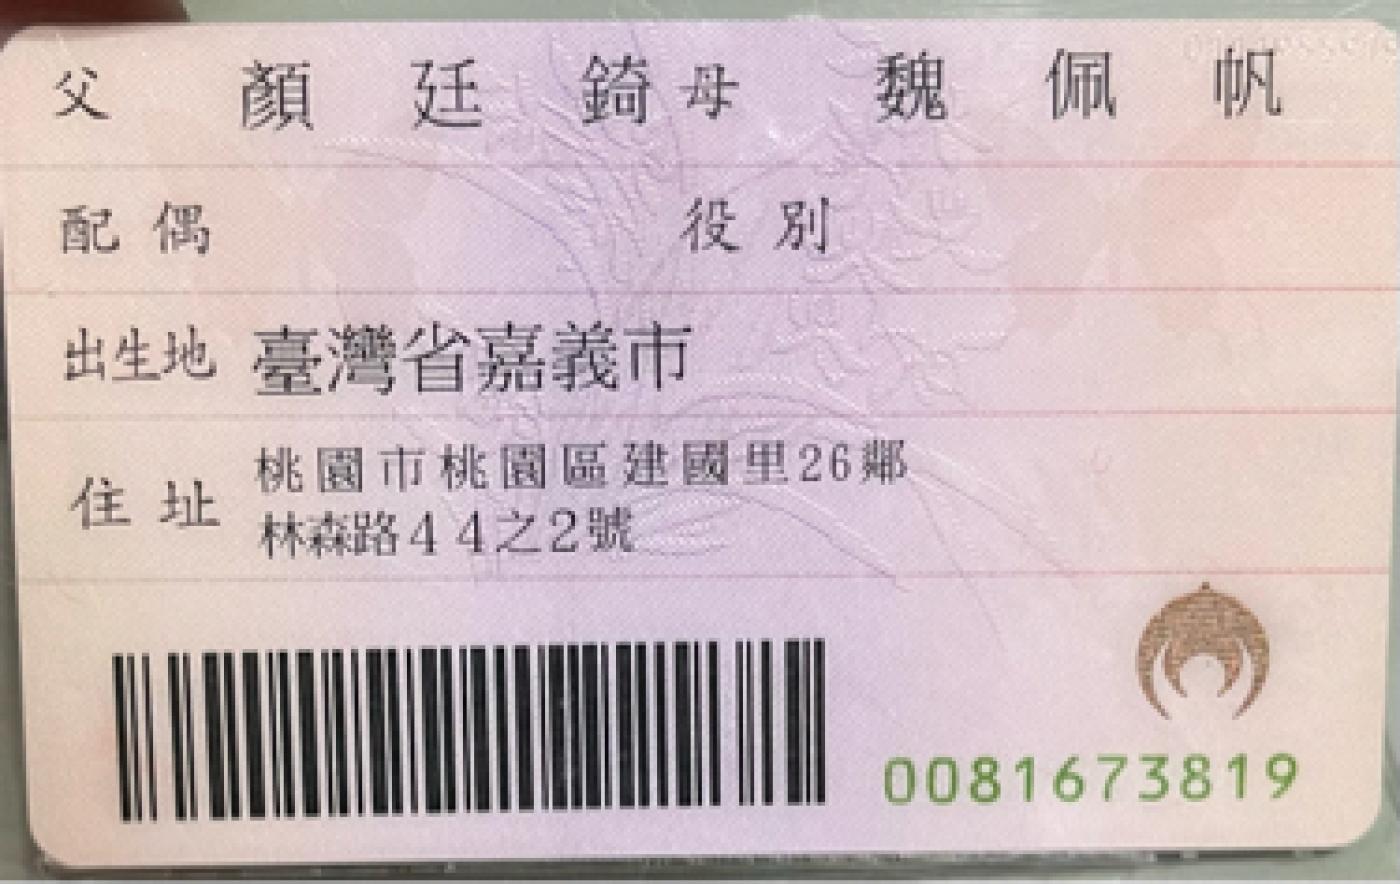 父 顏廷錡 母 魏佩帆
配偶 役別
出生地 臺灣省嘉義市
住址 桃園市桃園區建國里26鄰
林森路44之2號
0081673819